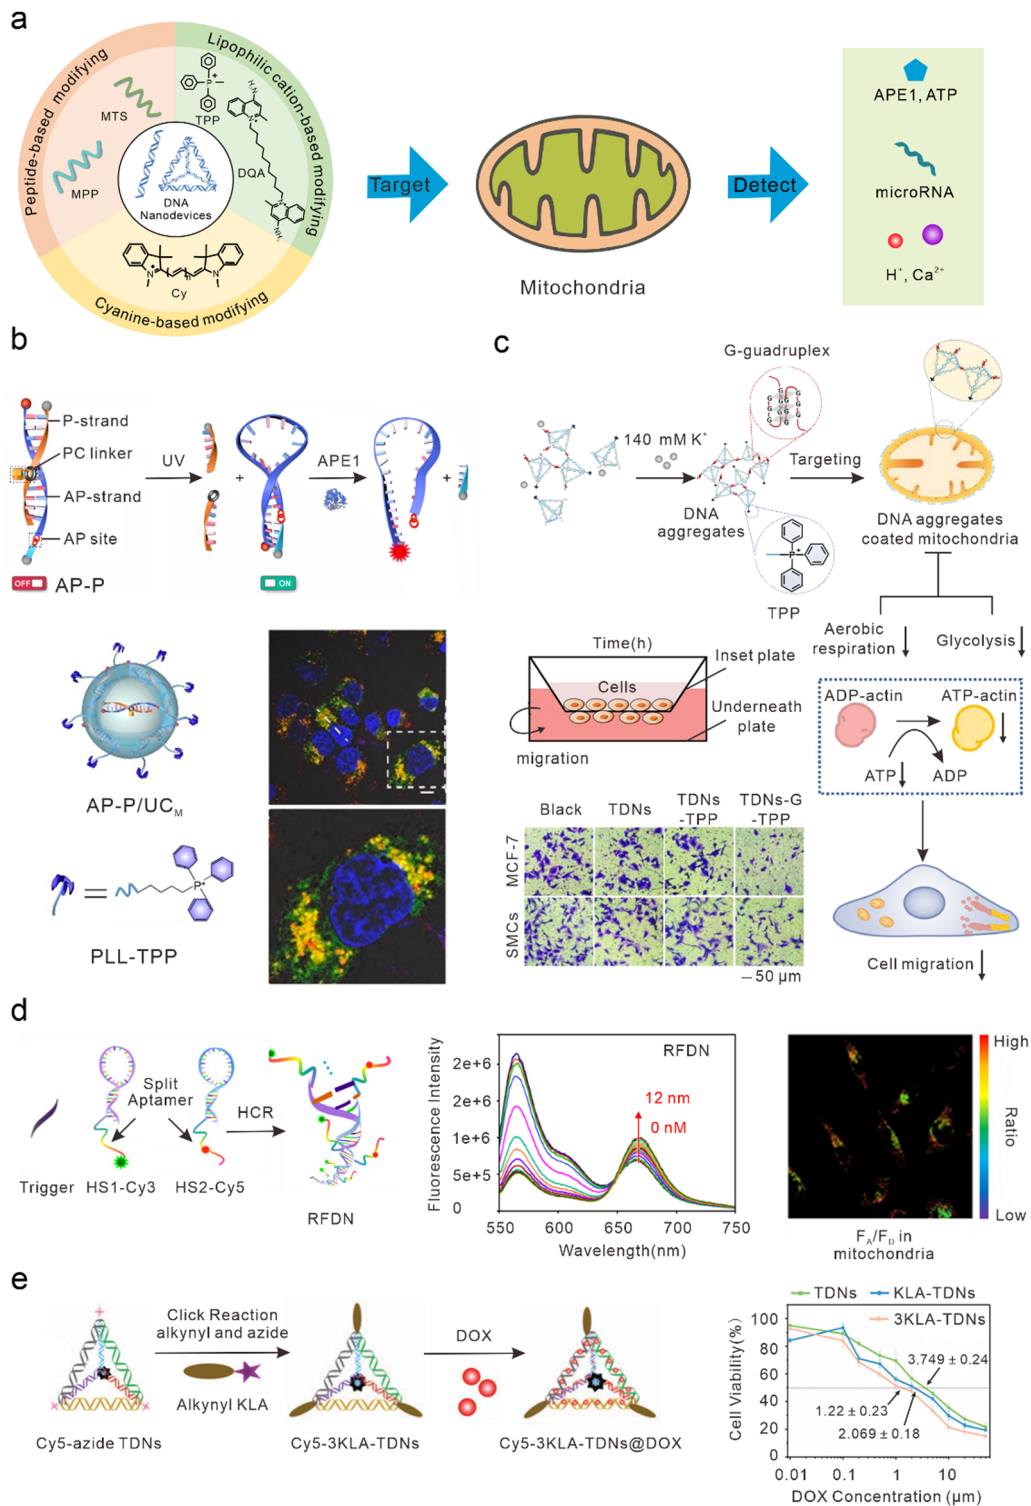 a
Peptide-based modifying
Lipophilic cation-based modifying
Cyanine-based modifying
MTS
MPP
TPP
DQA
DNA
Nanodevices
Cy
Target
Mitochondria
Detect
APE1, ATP
microRNA
H⁺, Ca²⁺
b
P-strand
PC linker
AP-strand
AP site
OFF
AP-P
UV
+
ON
APE1
+
AP-P/UC_M
PLL-TPP
c
G-quadruplex
140 mM K⁺
DNA
aggregates
Targeting
TPP
DNA aggregates
coated mitochondria
Aerobic
respiration
Glycolysis
Time(h)
Cells
Inset plate
Underneath
plate
migration
ADP-actin
ATP-actin
ATP
ADP
Black
TDNs
TDNs
-TPP
TDNs-G
-TPP
MCF-7
SMCs
50 μm
Cell migration
d
Split
Aptamer
HCR
Trigger
HS1-Cy3
HS2-Cy5
RFDN
Fluorescence Intensity
2e+6
2e+6
1e+6
5e+5
0
RFDN
12 nm
0 nM
550
600
650
700
750
Wavelength(nm)
High
Ratio
Low
F_A/F_D in
mitochondria
e
Cy5-azide TDNs
Click Reaction
alkynyl and azide
Alkynyl KLA
Cy5-3KLA-TDNs
DOX
Cy5-3KLA-TDNs@DOX
TDNs
KLA-TDNs
3KLA-TDNs
Cell Viability(%)
100
80
60
40
20
0
3.749 ± 0.24
1.22 ± 0.23
2.069 ± 0.18
0.01
0.1
1
10
DOX Concentration (μm)